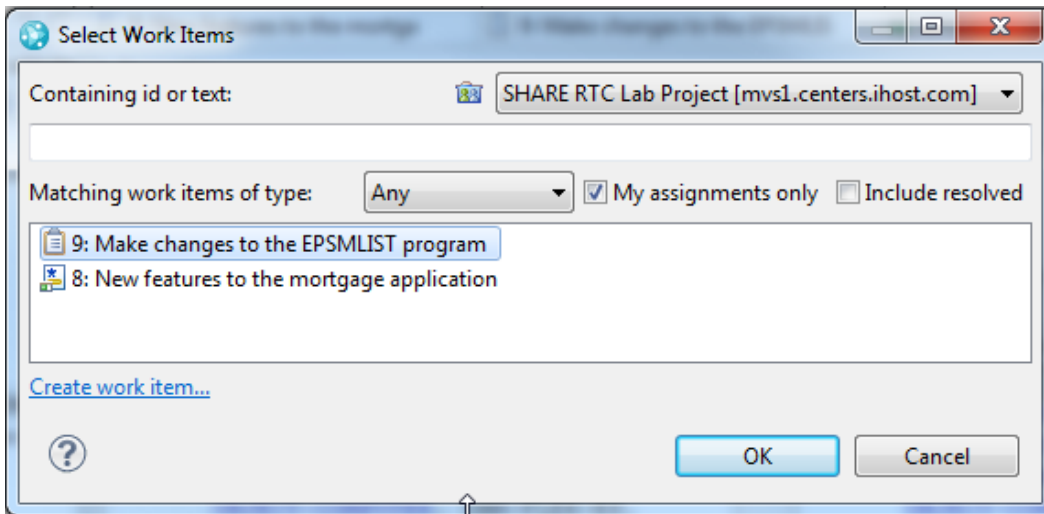 Select Work Items
Containing id or text: SHARE RTC Lab Project [mvs1.centers.ihost.com]
Matching work items of type: Any My assignments only Include resolved
9: Make changes to the EPSMLIST program
8: New features to the mortgage application
Create work item...
OK Cancel